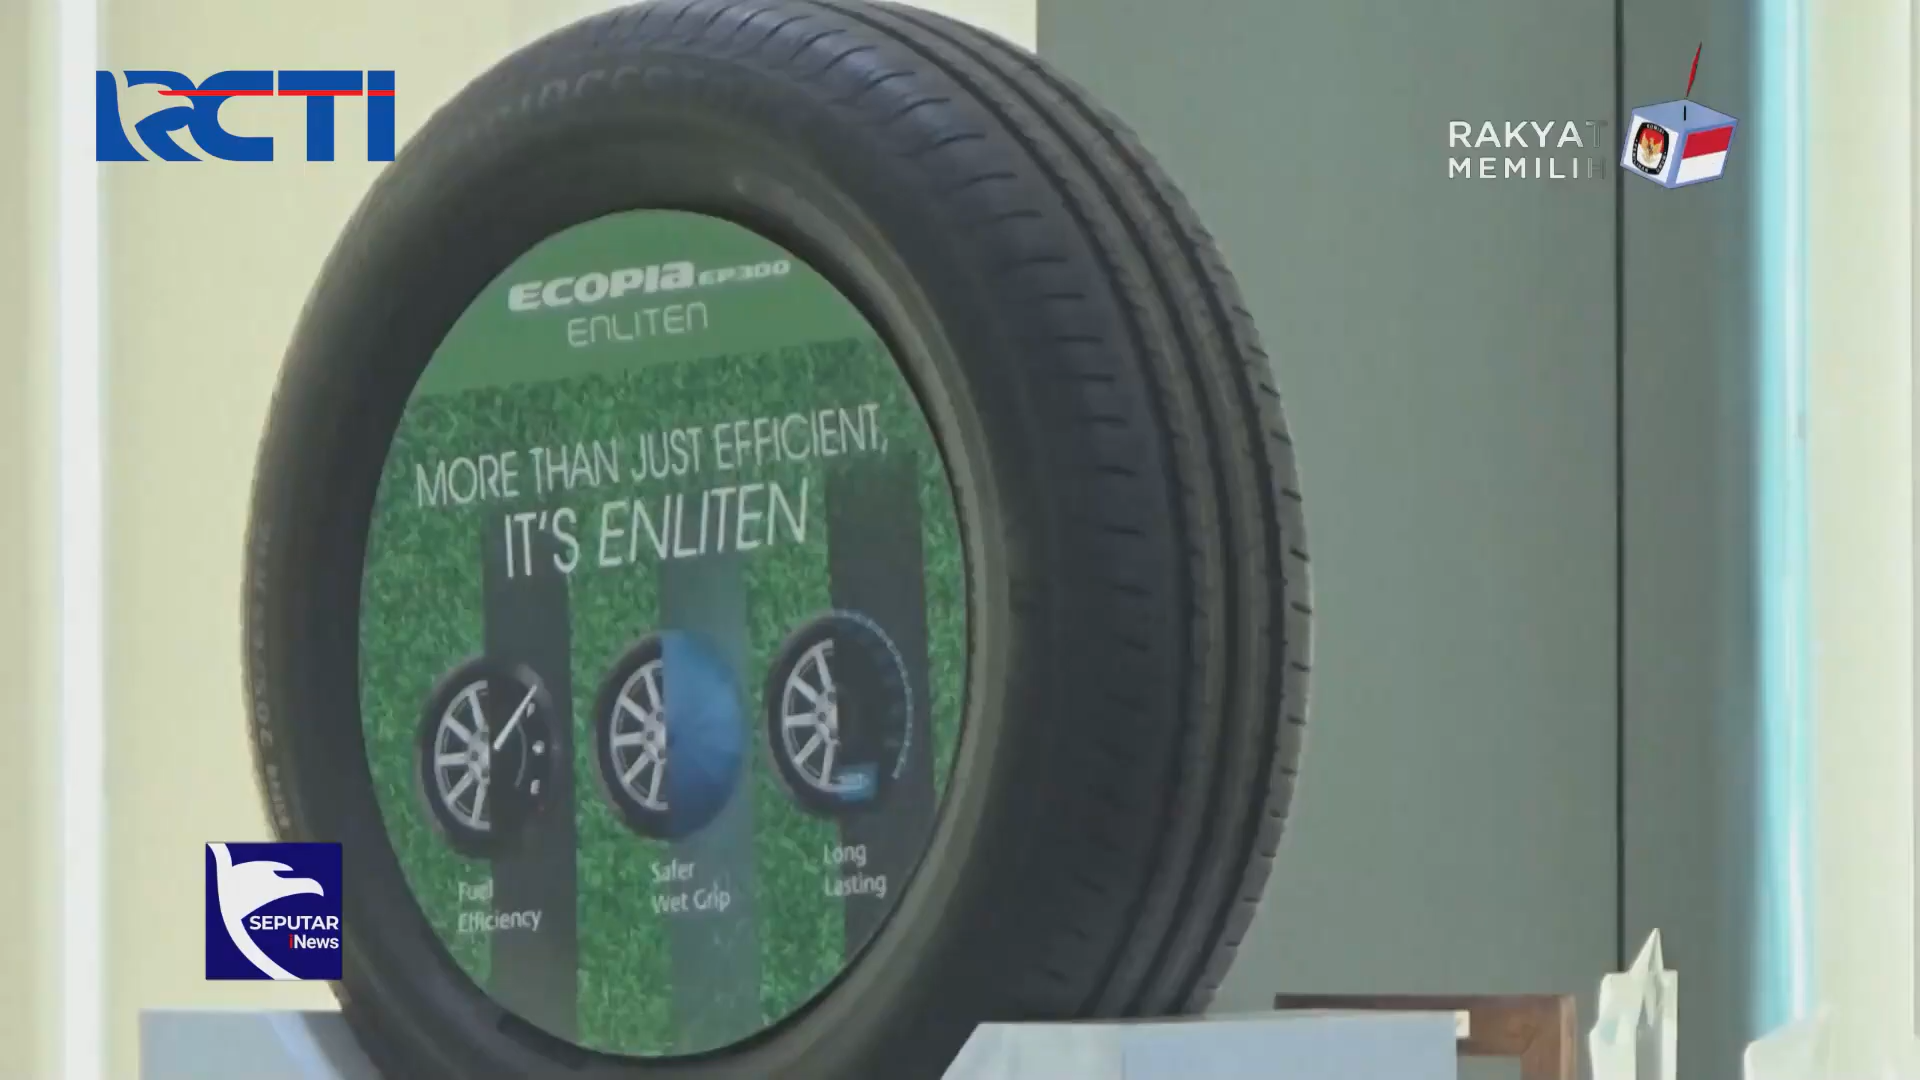 RCTI
RAKYAT
MEMILIH
ECOPIA EP300
ENLITEN
MORE THAN JUST EFFICIENT,
IT'S ENLITEN
Fuel
Efficiency
Safer
Wet Grip
Long
Lasting
SEPUTAR
iNews